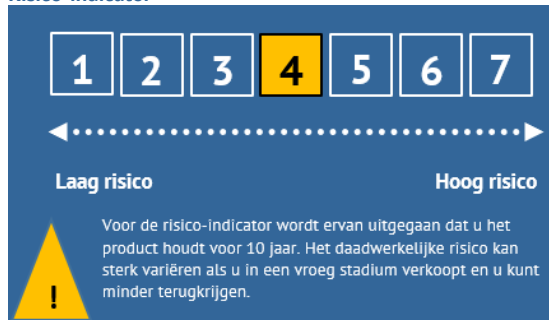 Risico-indicator
1 2 3 4 5 6 7
Laag risico Hoog risico
Voor de risico-indicator wordt ervan uitgegaan dat u het
product houdt voor 10 jaar. Het daadwerkelijke risico kan
sterk variëren als u in een vroeg stadium verkoopt en u kunt
minder terugkrijgen.
!